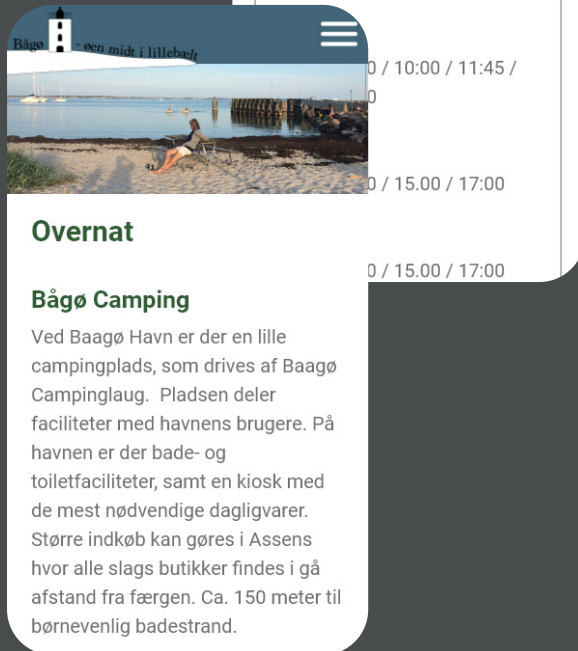 Bågø - øen midt i lillebælt
0 / 10:00 / 11:45 /
0
0 / 15.00 / 17:00
0 / 15.00 / 17:00
Overnat
Bågø Camping
Ved Baagø Havn er der en lille
campingplads, som drives af Baagø
Campinglaug.  Pladsen deler
faciliteter med havnens brugere. På
havnen er der bade- og
toiletfaciliteter, samt en kiosk med
de mest nødvendige dagligvarer.
Større indkøb kan gøres i Assens
hvor alle slags butikker findes i gå
afstand fra færgen. Ca. 150 meter til
børnevenlig badestrand.